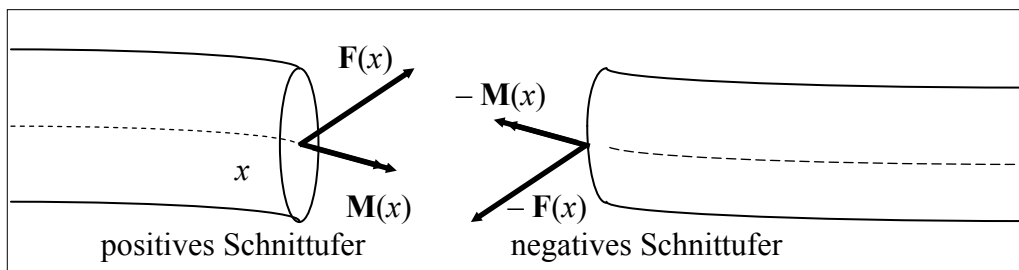 F(x)
– M(x)
x
M(x)
– F(x)
positives Schnittufer
negatives Schnittufer